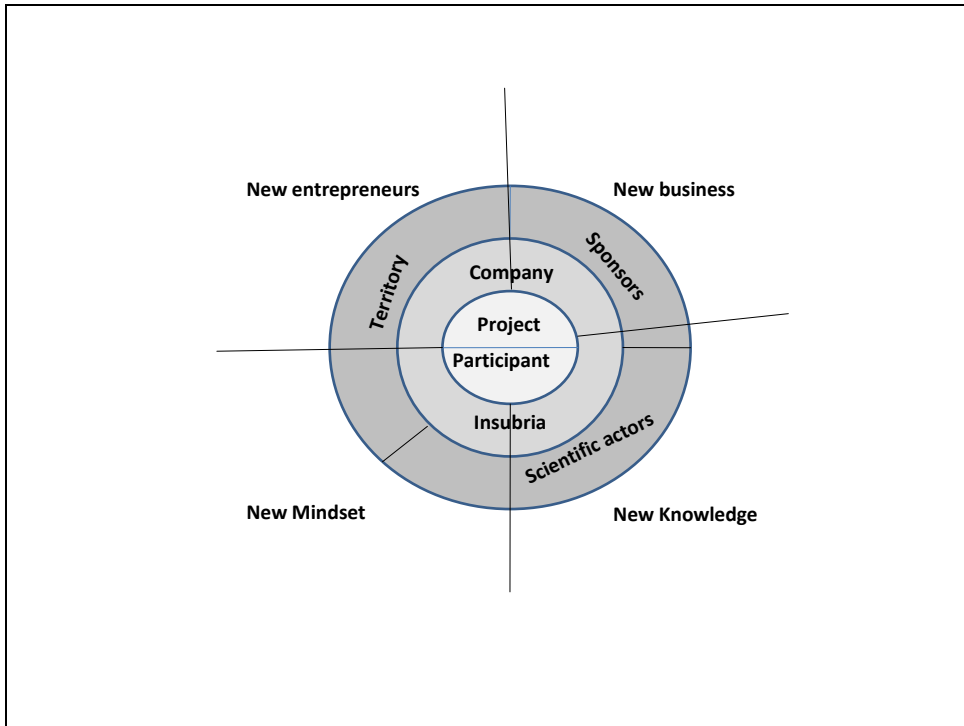 New entrepreneurs
New business
Territory
Company
Sponsors
Project
Participant
Insubria
Scientific actors
New Mindset
New Knowledge